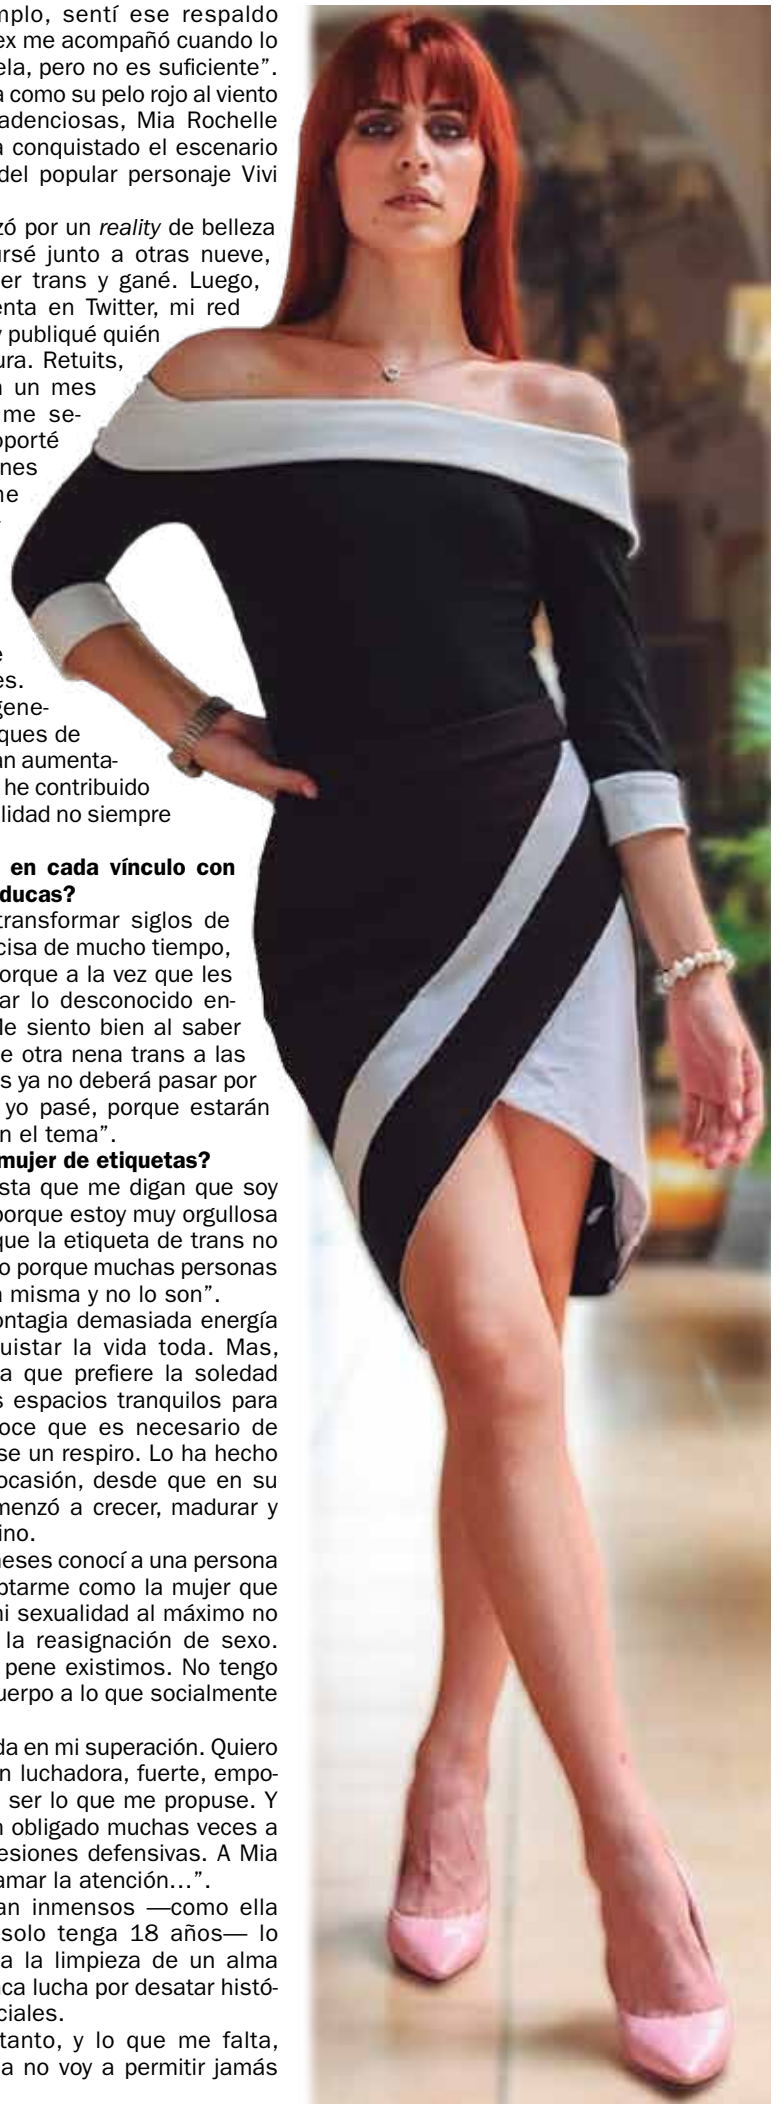 mplo, sentí ese respaldo
ex me acompañó cuando lo
ela, pero no es suficiente”.
a como su pelo rojo al viento
adenciosas, Mia Rochelle
a conquistado el escenario
del popular personaje Vivi
zó por un reality de belleza
ursé junto a otras nueve,
er trans y gané. Luego,
enta en Twitter, mi red
y publiqué quién
ura. Retuits,
n un mes
me se-
oporté
nes
ne
-
e
es.
gene-
ques de
an aumenta-
he contribuido
lidad no siempre
en cada vínculo con
ducas?
transformar siglos de
cisa de mucho tiempo,
orque a la vez que les
ar lo desconocido en-
Me siento bien al saber
e otra nena trans a las
s ya no deberá pasar por
yo pasé, porque estarán
n el tema”.
mujer de etiquetas?
sta que me digan que soy
porque estoy muy orgullosa
que la etiqueta de trans no
o porque muchas personas
a misma y no lo son”.
ontagia demasiada energía
uistar la vida toda. Mas,
a que prefiere la soledad
s espacios tranquilos para
oce que es necesario de
se un respiro. Lo ha hecho
ocasión, desde que en su
menzó a crecer, madurar y
ino.
neses conocí a una persona
ptarme como la mujer que
ni sexualidad al máximo no
la reasignación de sexo.
pene existimos. No tengo
uerpo a lo que socialmente
da en mi superación. Quiero
n luchadora, fuerte, empo-
ser lo que me propuse. Y
n obligado muchas veces a
esiones defensivas. A Mia
amar la atención...”.
an inmensos —como ella
solo tenga 18 años— lo
a la limpieza de un alma
ca lucha por desatar histó-
ciales.
tanto, y lo que me falta,
a no voy a permitir jamás